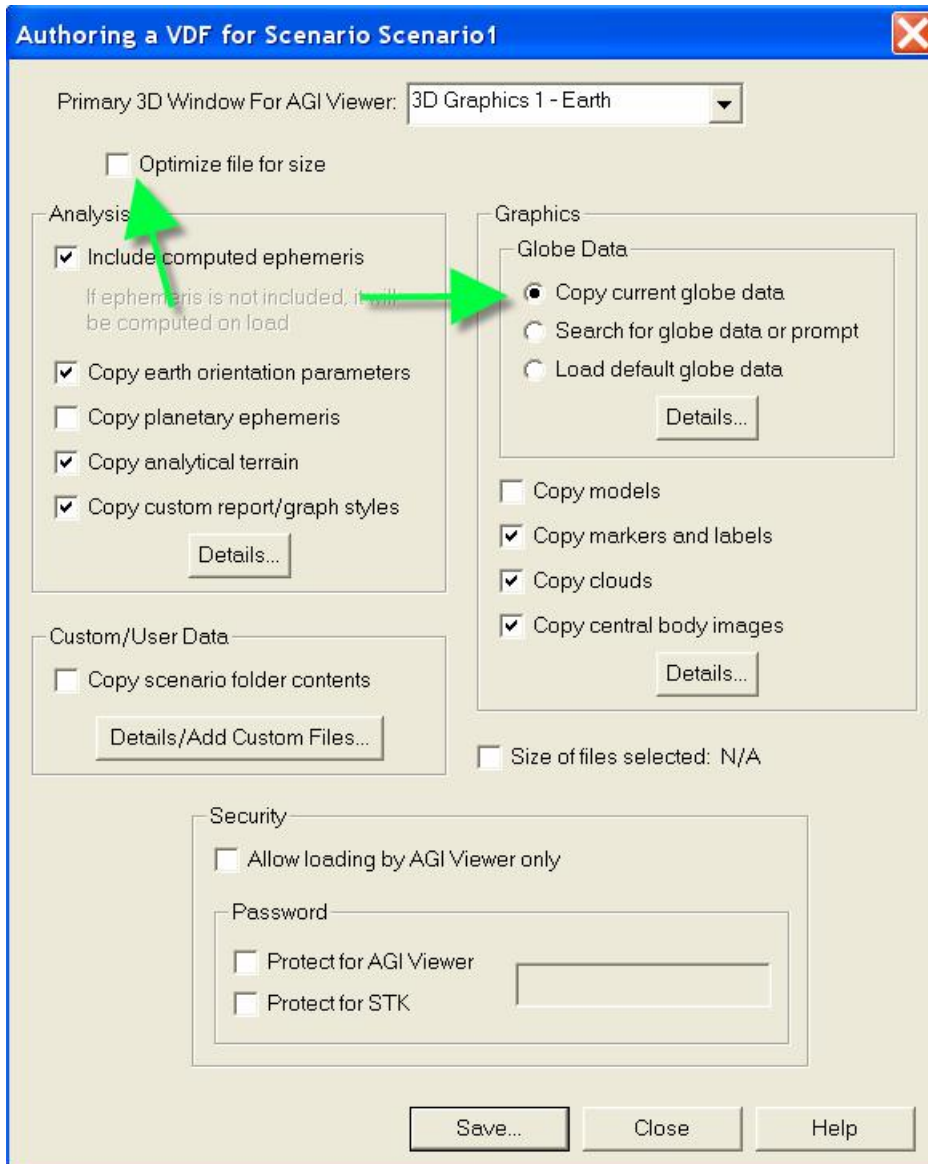 Authoring a VDF for Scenario Scenario1
Primary 3D Window For AGI Viewer: 3D Graphics 1 - Earth
Optimize file for size
Analysis
Include computed ephemeris
If ephemeris is not included, it will
be computed on load
Copy earth orientation parameters
Copy planetary ephemeris
Copy analytical terrain
Copy custom report/graph styles
Details...
Custom/User Data
Copy scenario folder contents
Details/Add Custom Files...
Graphics
Globe Data
Copy current globe data
Search for globe data or prompt
Load default globe data
Details...
Copy models
Copy markers and labels
Copy clouds
Copy central body images
Details...
Size of files selected: N/A
Security
Allow loading by AGI Viewer only
Password
Protect for AGI Viewer
Protect for STK
Save...
Close
Help